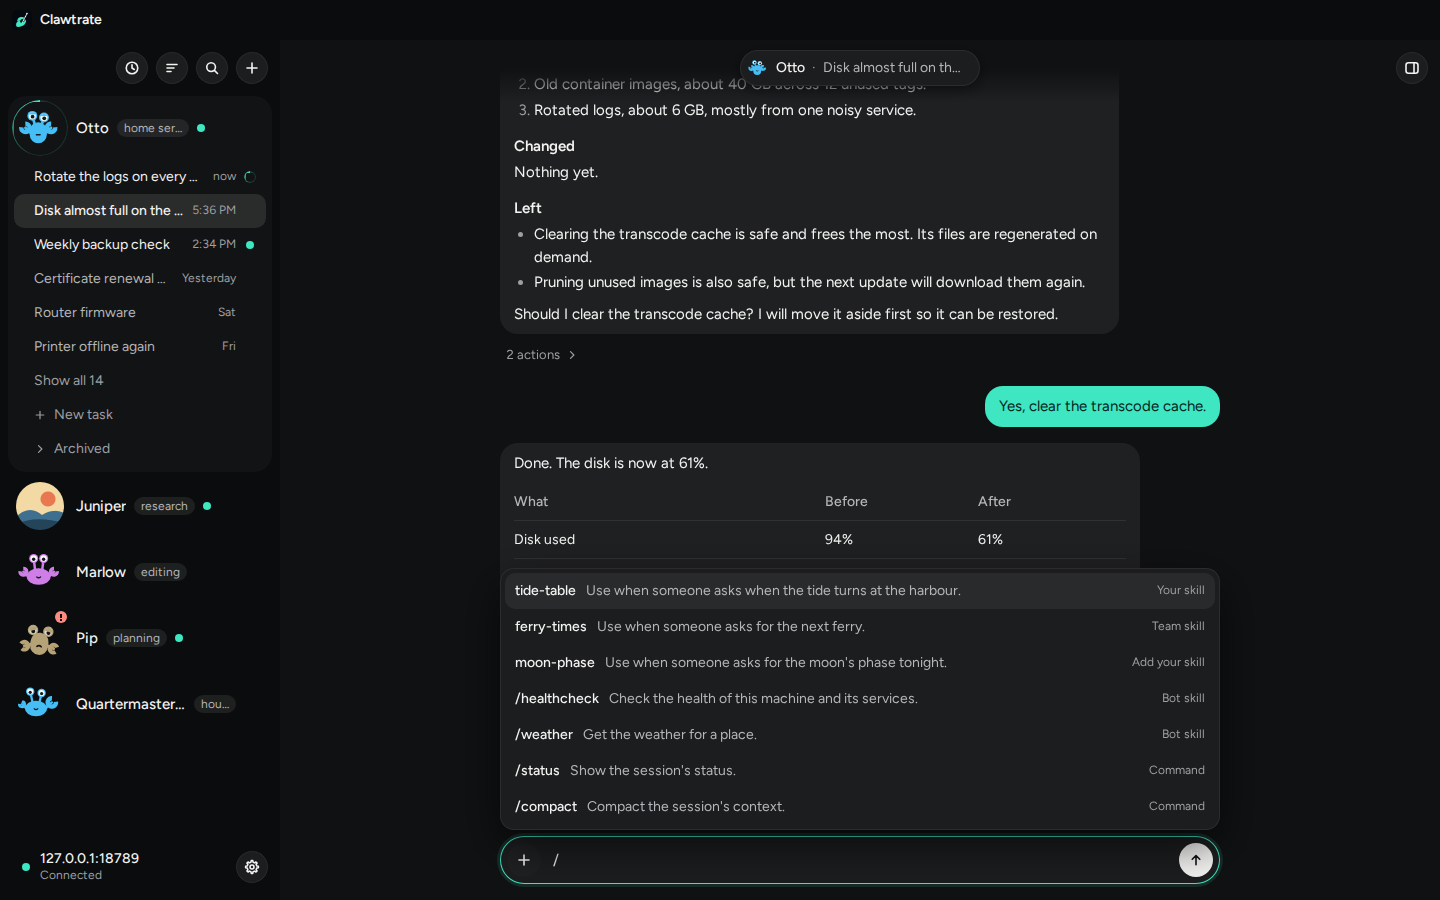 Clawtrate
Otto home ser...
Rotate the logs on every ... now
Disk almost full on the ... 5:36 PM
Weekly backup check 2:34 PM
Certificate renewal ... Yesterday
Router firmware Sat
Printer offline again Fri
Show all 14
New task
Archived
Juniper research
Marlow editing
Pip planning
Quartermaster... hou...
127.0.0.1:18789
Connected
Otto · Disk almost full on th...
2. Old container images, about 40 GB across 12 unused tags.
3. Rotated logs, about 6 GB, mostly from one noisy service.
Changed
Nothing yet.
Left
• Clearing the transcode cache is safe and frees the most. Its files are regenerated on
demand.
• Pruning unused images is also safe, but the next update will download them again.
Should I clear the transcode cache? I will move it aside first so it can be restored.
2 actions
Yes, clear the transcode cache.
Done. The disk is now at 61%.
What Before After
Disk used 94% 61%
tide-table Use when someone asks when the tide turns at the harbour. Your skill
ferry-times Use when someone asks for the next ferry. Team skill
moon-phase Use when someone asks for the moon's phase tonight. Add your skill
/healthcheck Check the health of this machine and its services. Bot skill
/weather Get the weather for a place. Bot skill
/status Show the session's status. Command
/compact Compact the session's context. Command
/